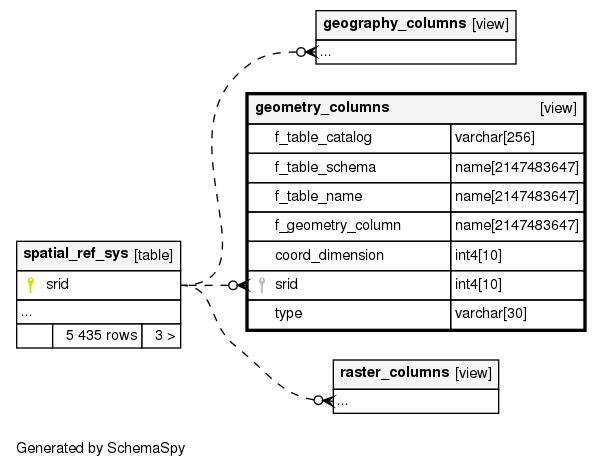 geography_columns [view]
...
geometry_columns [view]
f_table_catalog varchar[256]
f_table_schema name[2147483647]
f_table_name name[2147483647]
f_geometry_column name[2147483647]
coord_dimension int4[10]
srid int4[10]
type varchar[30]
spatial_ref_sys [table]
srid
...
5 435 rows 3 >
raster_columns [view]
...
Generated by SchemaSpy